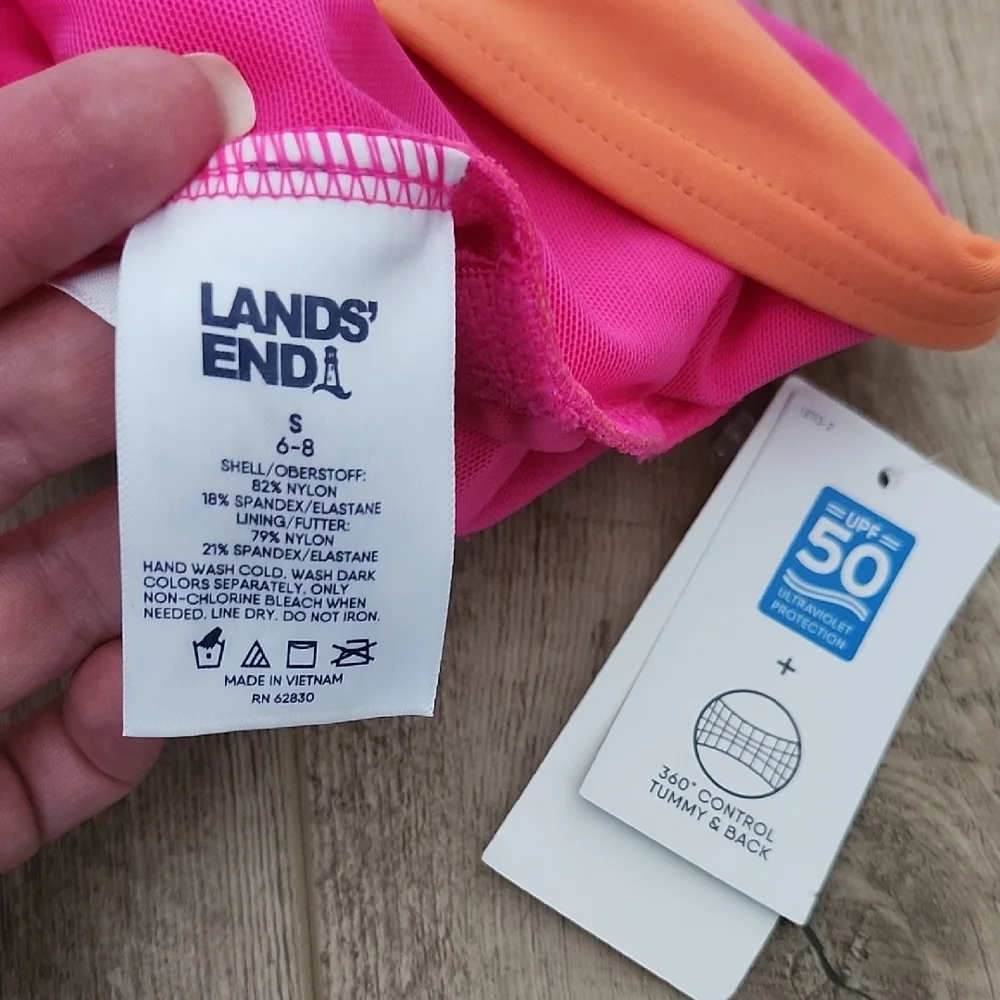 LANDS'
END
S
6-8
SHELL/OBERSTOFF:
82% NYLON
18% SPANDEX/ELASTANE
LINING/FUTTER:
79% NYLON
21% SPANDEX/ELASTANE
HAND WASH COLD. WASH DARK
COLORS SEPARATELY. ONLY
NON-CHLORINE BLEACH WHEN
NEEDED. LINE DRY. DO NOT IRON.
MADE IN VIETNAM
RN 62830
UPF
50
ULTRAVIOLET
PROTECTION
+
360° CONTROL
TUMMY & BACK